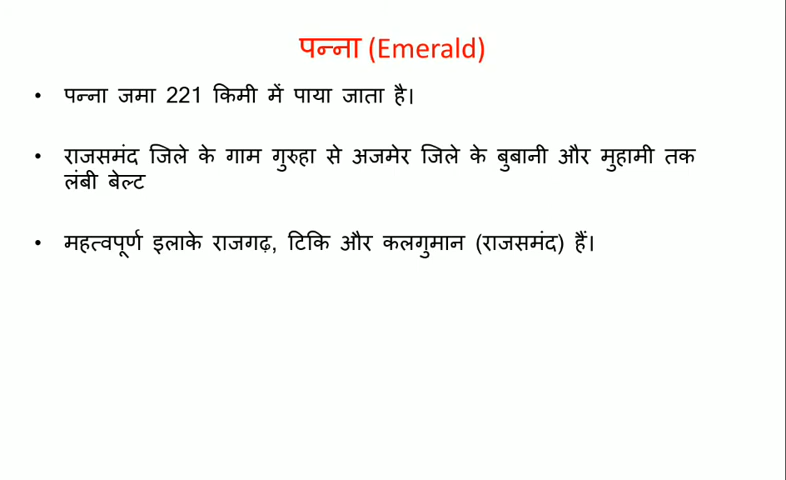 पन्ना (Emerald)
• पन्ना जमा 221 किमी में पाया जाता है।
• राजसमंद जिले के गाम गुरुहा से अजमेर जिले के बुबानी और मुहामी तक
लंबी बेल्ट
• महत्वपूर्ण इलाके राजगढ़, टिकि और कलगुमान (राजसमंद) हैं।